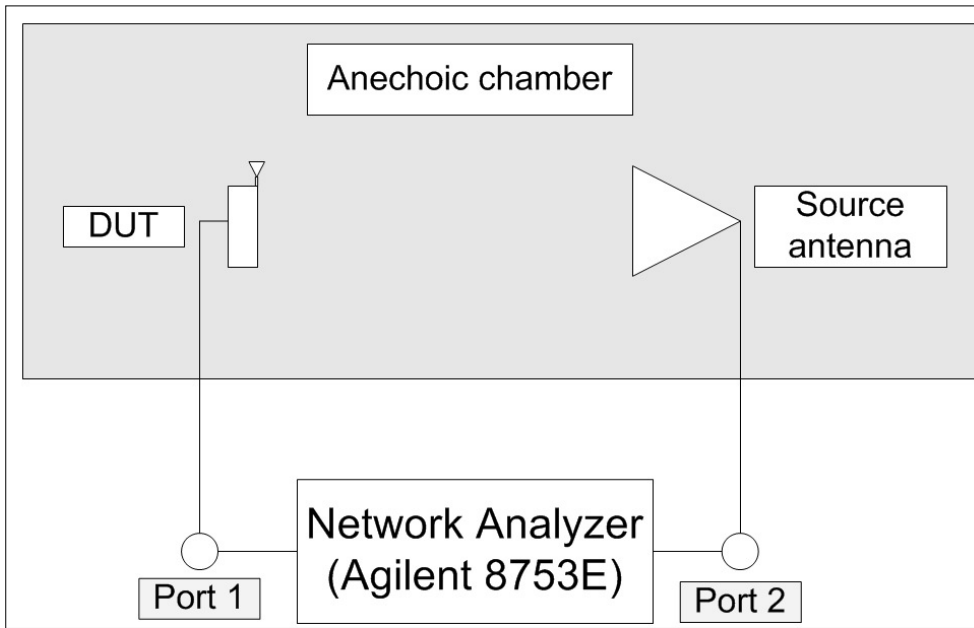 Anechoic chamber
DUT
Source
antenna
Network Analyzer
(Agilent 8753E)
Port 1
Port 2